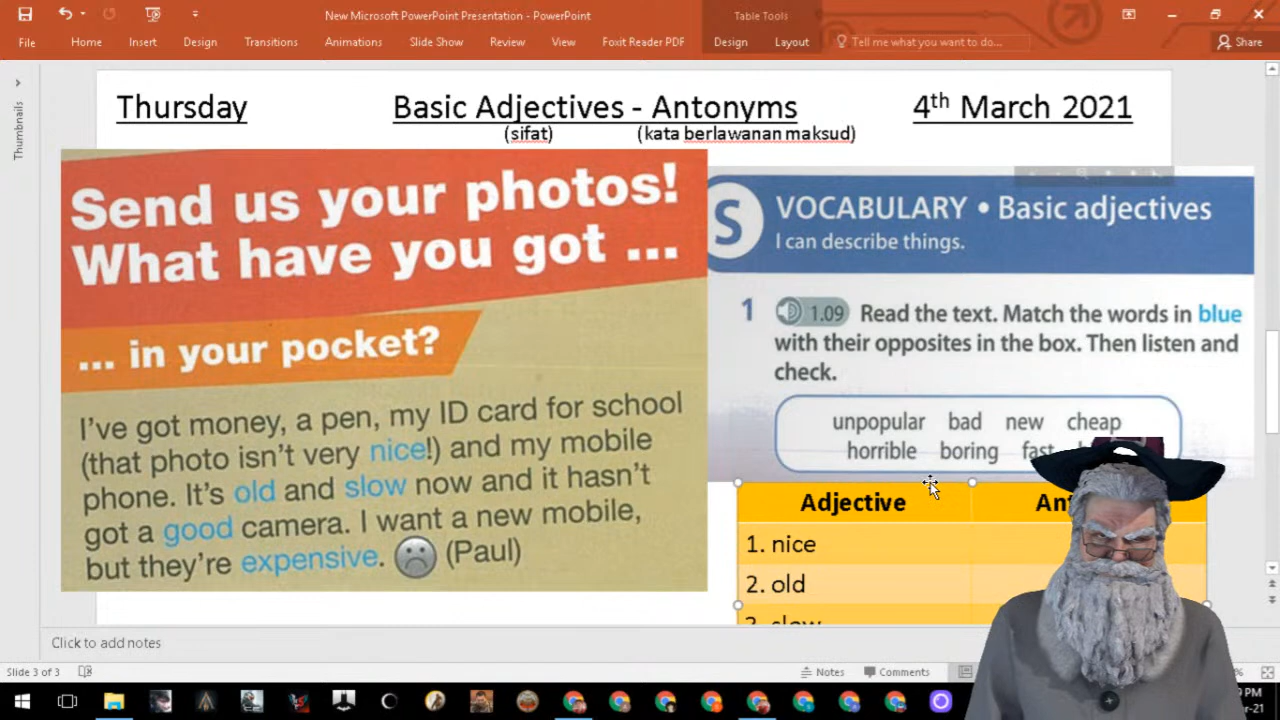 New Microsoft PowerPoint Presentation - PowerPoint
Table Tools
File Home Insert Design Transitions Animations Slide Show Review View Foxit Reader PDF Design Layout Tell me what you want to do... Share
Thumbnails
Thursday Basic Adjectives - Antonyms 4th March 2021
(sifat) (kata berlawanan maksud)
Send us your photos!
What have you got ...
... in your pocket?
I've got money, a pen, my ID card for school
(that photo isn't very nice!) and my mobile
phone. It's old and slow now and it hasn't
got a good camera. I want a new mobile,
but they're expensive. (Paul)
S VOCABULARY • Basic adjectives
I can describe things.
1 1.09 Read the text. Match the words in blue
with their opposites in the box. Then listen and
check.
unpopular bad new cheap
horrible boring fast
Adjective
1. nice
2. old
3. slow
Click to add notes
Slide 3 of 3 Notes Comments